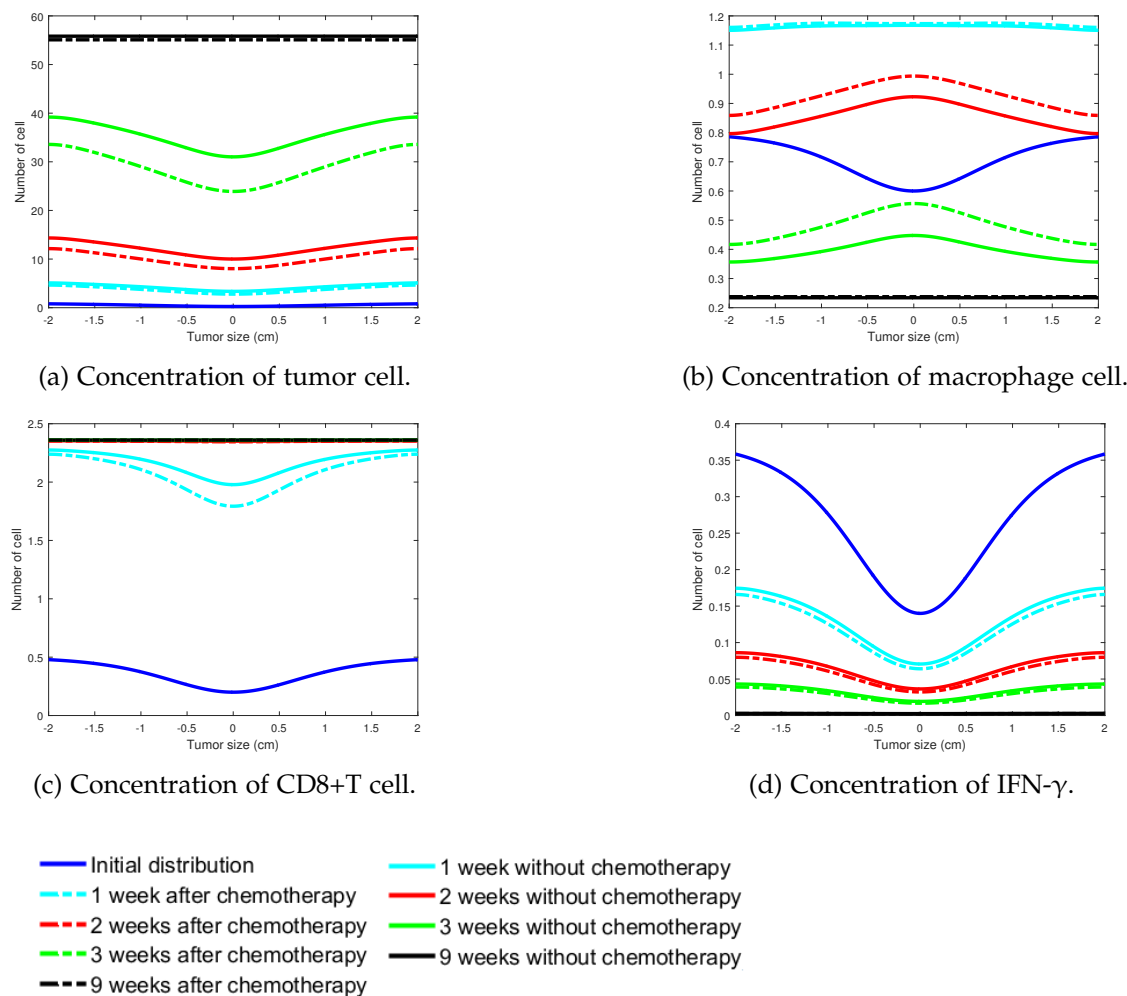 60
50
40
30
20
10
0
Number of cell
-2 -1.5 -1 -0.5 0 0.5 1 1.5 2
Tumor size (cm)
(a) Concentration of tumor cell.
1.2
1.1
1
0.9
0.8
0.7
0.6
0.5
0.4
0.3
0.2
Number of cell
-2 -1.5 -1 -0.5 0 0.5 1 1.5 2
Tumor size (cm)
(b) Concentration of macrophage cell.
2.5
2
1.5
1
0.5
0
Number of cell
-2 -1.5 -1 -0.5 0 0.5 1 1.5 2
Tumor size (cm)
(c) Concentration of CD8+T cell.
0.4
0.35
0.3
0.25
0.2
0.15
0.1
0.05
0
Number of cell
-2 -1.5 -1 -0.5 0 0.5 1 1.5 2
Tumor size (cm)
(d) Concentration of IFN-γ.
Initial distribution
1 week after chemotherapy
2 weeks after chemotherapy
3 weeks after chemotherapy
9 weeks after chemotherapy
1 week without chemotherapy
2 weeks without chemotherapy
3 weeks without chemotherapy
9 weeks without chemotherapy